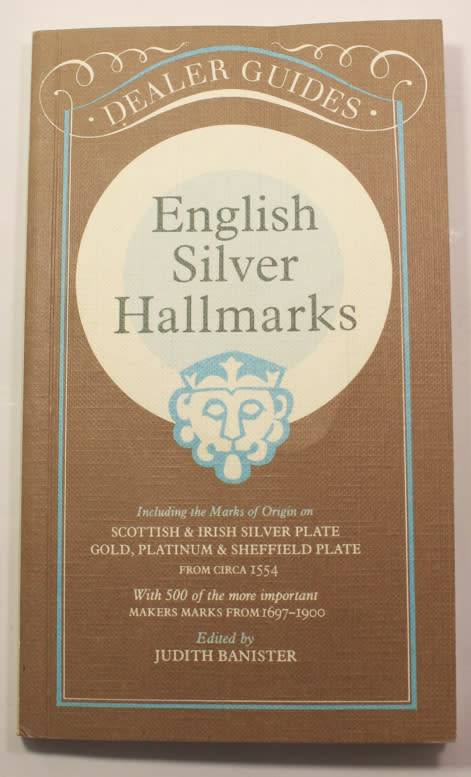 · DEALER GUIDES ·
English
Silver
Hallmarks
Including the Marks of Origin on
SCOTTISH & IRISH SILVER PLATE
GOLD, PLATINUM & SHEFFIELD PLATE
FROM CIRCA 1554
With 500 of the more important
MAKERS MARKS FROM 1697–1900
Edited by
JUDITH BANISTER